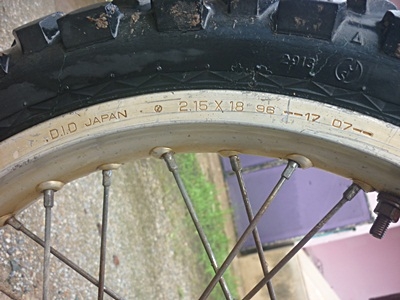 D.I.D JAPAN . ⌀ 2.15 X 18 96 --17 07--